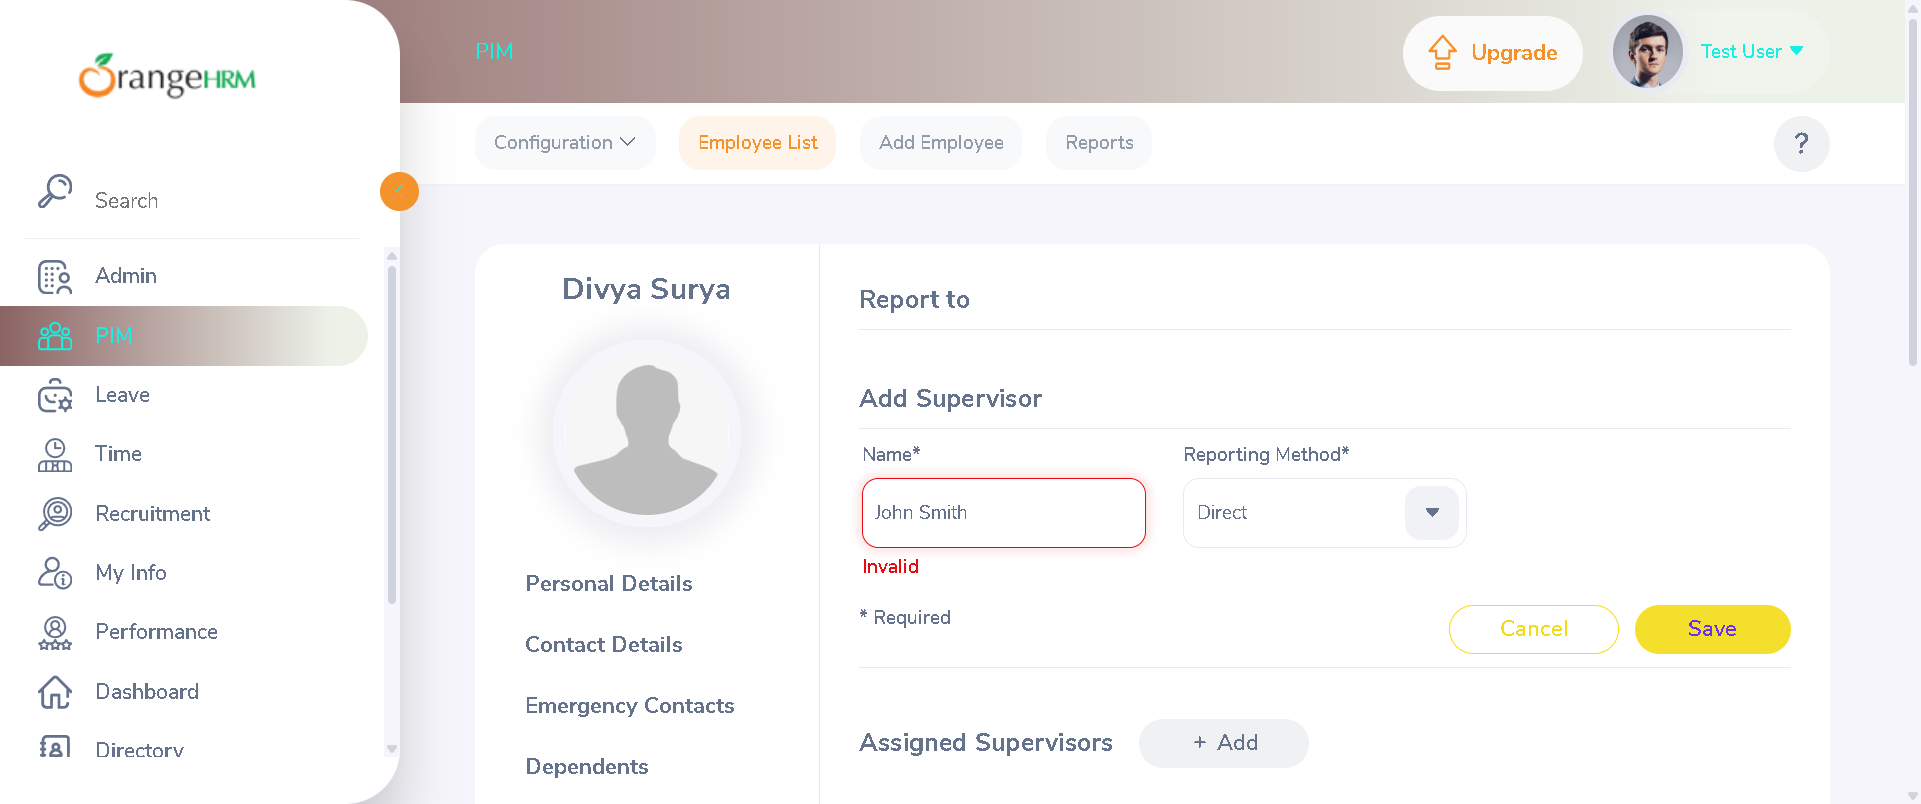 OrangeHRM
Search
Admin
PIM
Leave
Time
Recruitment
My Info
Performance
Dashboard
Directory
PIM
Upgrade
Test User
Configuration
Employee List
Add Employee
Reports
?
Divya Surya
Personal Details
Contact Details
Emergency Contacts
Dependents
Report to
Add Supervisor
Name*
Reporting Method*
John Smith
Direct
Invalid
* Required
Cancel
Save
Assigned Supervisors
+ Add